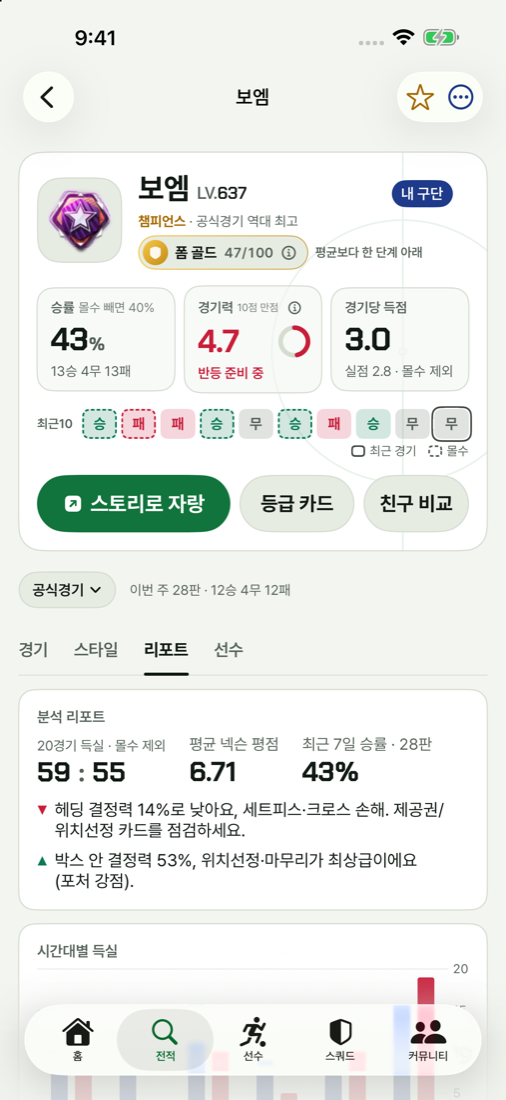 9:41
보엠
보엠 LV.637
내 구단
챔피언스 · 공식경기 역대 최고
폼 골드 47/100
평균보다 한 단계 아래
승률 몰수 빼면 40%
43%
13승 4무 13패
경기력 10점 만점
4.7
반등 준비 중
경기당 득점
3.0
실점 2.8 · 몰수 제외
최근10 승 패 패 승 무 승 패 승 무 무
최근 경기 몰수
스토리로 자랑
등급 카드
친구 비교
공식경기
이번 주 28판 · 12승 4무 12패
경기 스타일 리포트 선수
분석 리포트
20경기 득실 · 몰수 제외
59 : 55
평균 넥슨 평점
6.71
최근 7일 승률 · 28판
43%
▼ 헤딩 결정력 14%로 낮아요, 세트피스·크로스 손해. 제공권/
위치선정 카드를 점검하세요.
▲ 박스 안 결정력 53%, 위치선정·마무리가 최상급이에요
(포처 강점).
시간대별 득실
20
5
홈
전적
선수
스쿼드
커뮤니티